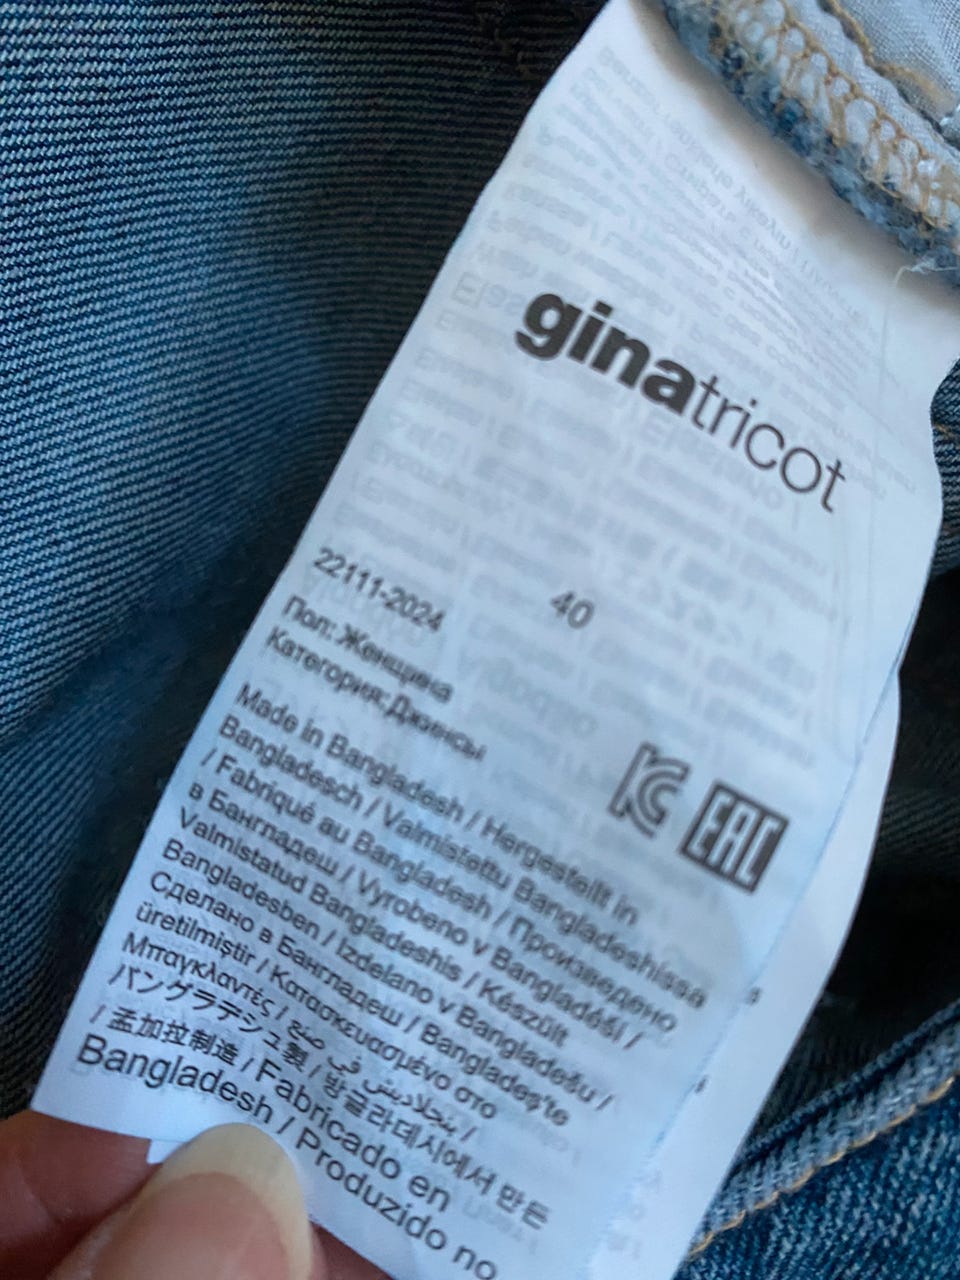 ginatricot
22111-2024 40
Пол: Женщина
Категория: Джинсы
KC EAC
Made in Bangladesh / Hergestellt in
Bangladesch / Valmistettu Bangladeshissa
/ Fabriqué au Bangladesh / Произведено
в Бангладеш / Vyrobeno v Bangladéši /
Valmistatud Bangladeshis / Készült
Bangladesben / Izdelano v Bangladešu /
Сделано в Бангладеш / Bangladeş'te
üretilmiştir / Κατασκευασμένο στο
Μπαγκλαντές / صنع في بنجلاديش /
バングラデシュ製 / 방글라데시에서 만든
/ 孟加拉制造 / Fabricado en
Bangladesh / Produzido no